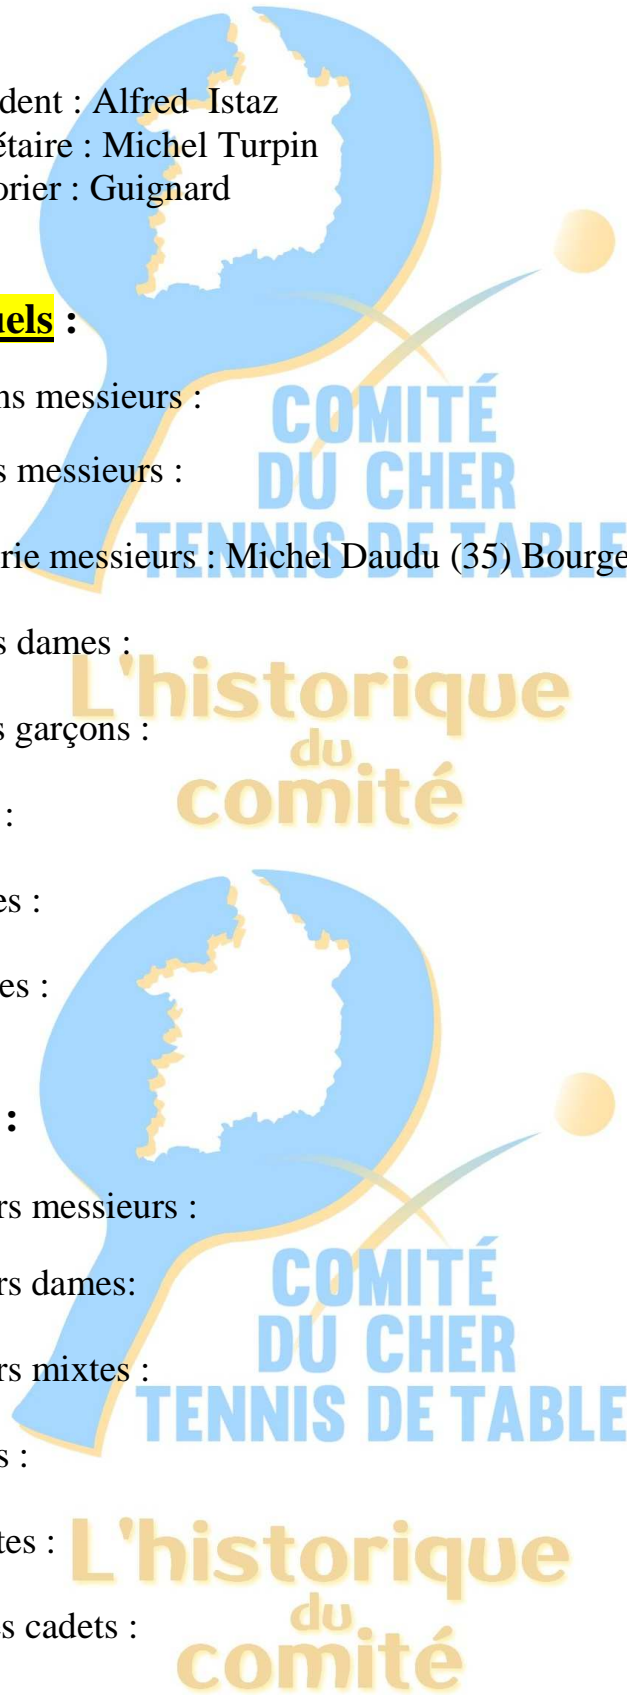 dent : Alfred Istaz
étaire : Michel Turpin
orier : Guignard
uels :
ns messieurs :
COMITÉ
s messieurs :
DU CHER
TENNIS DE TABLE
rie messieurs : Michel Daudu (35) Bourge
s dames :
L'historique
s garçons :
du
comité
:
es :
es :
:
rs messieurs :
COMITÉ
rs dames:
DU CHER
rs mixtes :
TENNIS DE TABLE
s :
tes :
L'historique
du
es cadets :
comité